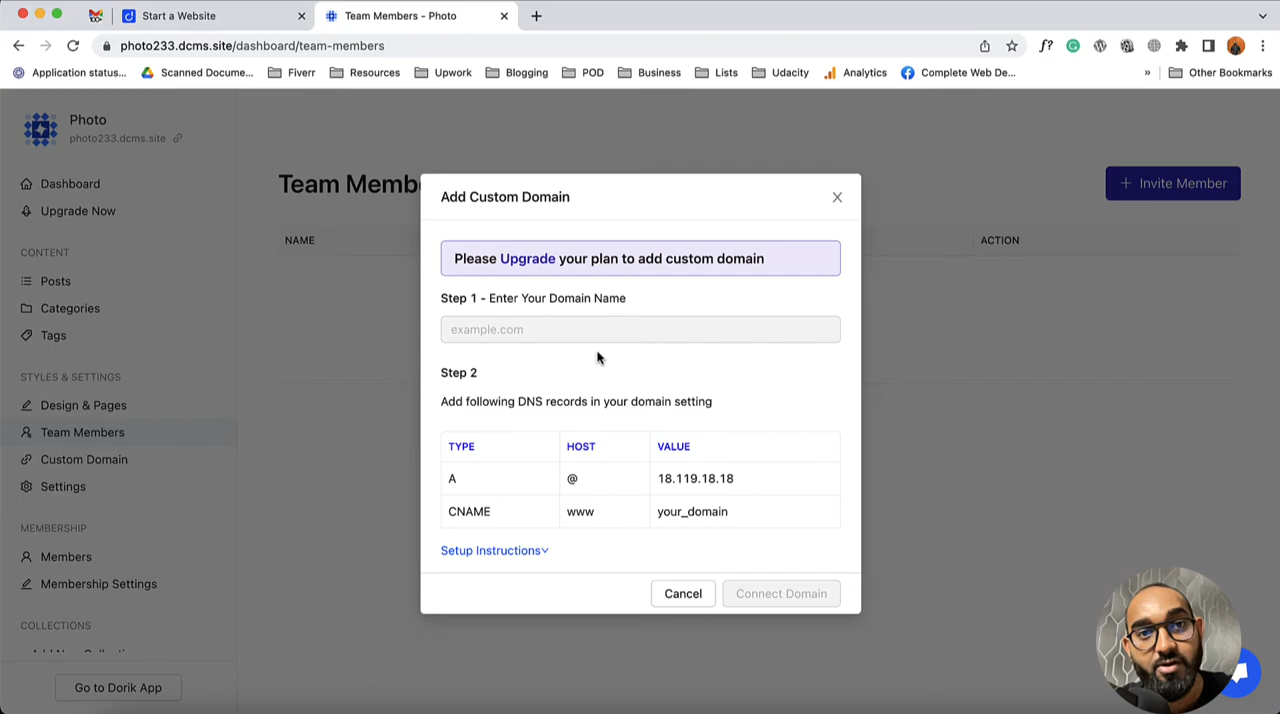 Start a Website
Team Members - Photo
photo233.dcms.site/dashboard/team-members
f?
Application status...
Scanned Docume...
Fiverr
Resources
Upwork
Blogging
POD
Business
Lists
Udacity
Analytics
Complete Web De...
»
Other Bookmarks
Photo
photo233.dcms.site
Dashboard
Upgrade Now
CONTENT
Posts
Categories
Tags
STYLES & SETTINGS
Design & Pages
Team Members
Custom Domain
Settings
MEMBERSHIP
Members
Membership Settings
COLLECTIONS
Go to Dorik App
Team Memb
+ Invite Member
NAME
ACTION
Add Custom Domain
Please Upgrade your plan to add custom domain
Step 1 - Enter Your Domain Name
example.com
Step 2
Add following DNS records in your domain setting
TYPE HOST VALUE
A @ 18.119.18.18
CNAME www your_domain
Setup Instructions
Cancel
Connect Domain